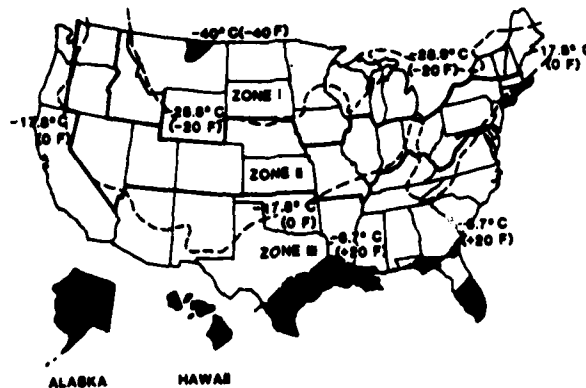 -40° C (-40 F)
-28.9° C
(-20 F)
17.8° C
(0 F)
ZONE I
-28.8° C
(-20 F)
-17.8° C
(0 F)
ZONE II
-17.8° C
(0 F)
-6.7° C
(+20 F)
-6.7° C
(+20 F)
ZONE III
ALASKA
HAWAII